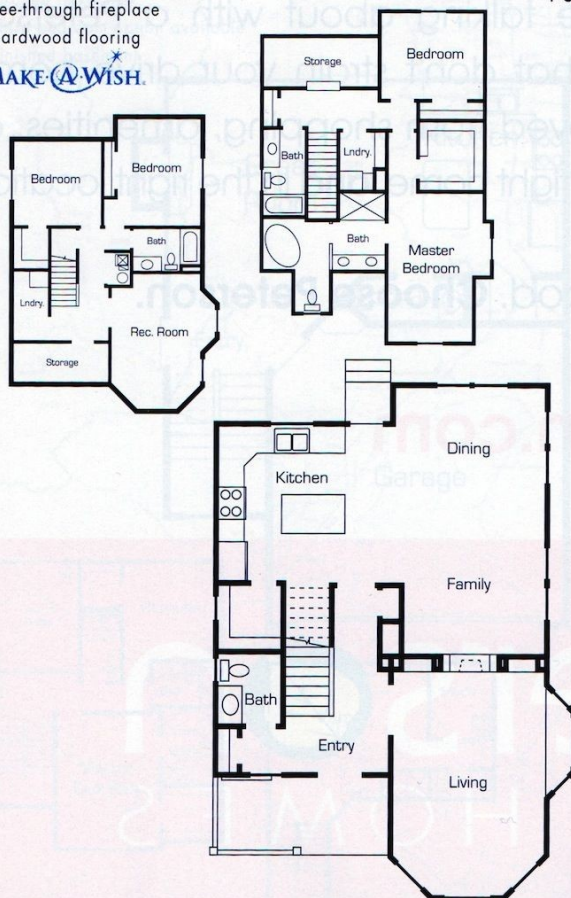 ee-through fireplace
ardwood flooring
MAKE·A·WISH.
Storage
Bedroom
Bath
Lndry.
Bath
Master
Bedroom
Bedroom
Bedroom
Bath
Lndry.
Rec. Room
Storage
Dining
Kitchen
Family
Bath
Entry
Living